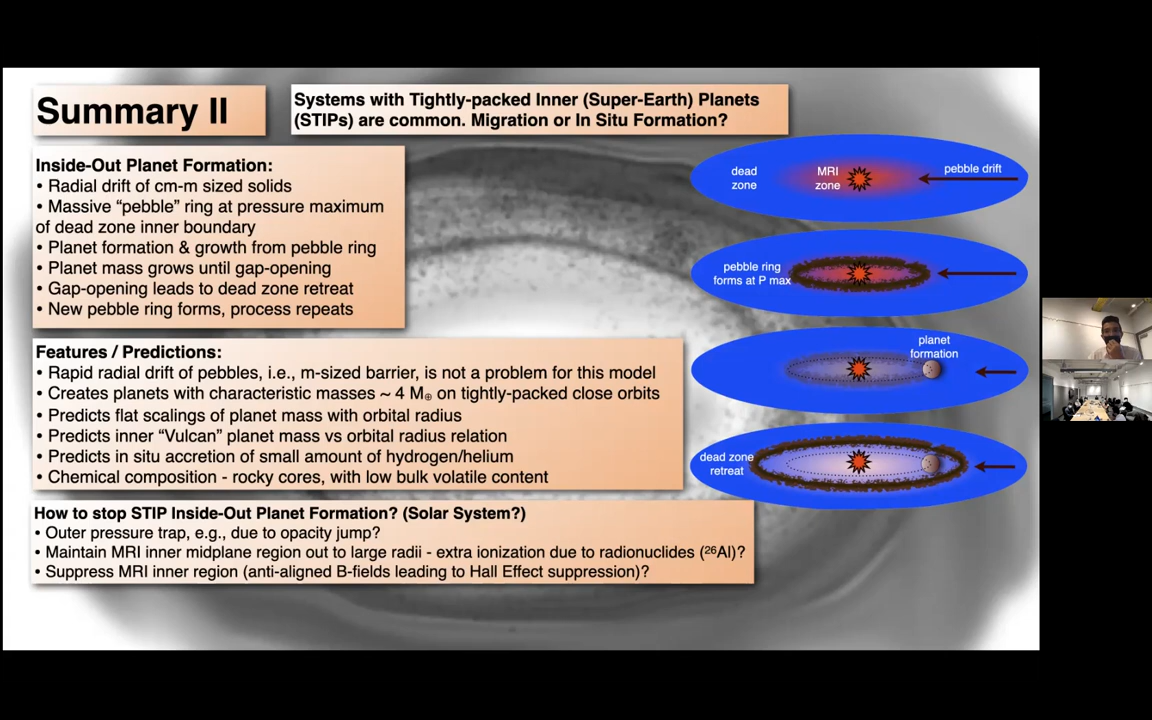 Summary II
Systems with Tightly-packed Inner (Super-Earth) Planets
(STIPs) are common. Migration or In Situ Formation?
Inside-Out Planet Formation:
• Radial drift of cm-m sized solids
• Massive “pebble” ring at pressure maximum
of dead zone inner boundary
• Planet formation & growth from pebble ring
• Planet mass grows until gap-opening
• Gap-opening leads to dead zone retreat
• New pebble ring forms, process repeats
Features / Predictions:
• Rapid radial drift of pebbles, i.e., m-sized barrier, is not a problem for this model
• Creates planets with characteristic masses ~ 4 M⊕ on tightly-packed close orbits
• Predicts flat scalings of planet mass with orbital radius
• Predicts inner “Vulcan” planet mass vs orbital radius relation
• Predicts in situ accretion of small amount of hydrogen/helium
• Chemical composition - rocky cores, with low bulk volatile content
How to stop STIP Inside-Out Planet Formation? (Solar System?)
• Outer pressure trap, e.g., due to opacity jump?
• Maintain MRI inner midplane region out to large radii - extra ionization due to radionuclides (²⁶Al)?
• Suppress MRI inner region (anti-aligned B-fields leading to Hall Effect suppression)?
dead
zone
MRI
zone
pebble drift
pebble ring
forms at P max
planet
formation
dead zone
retreat